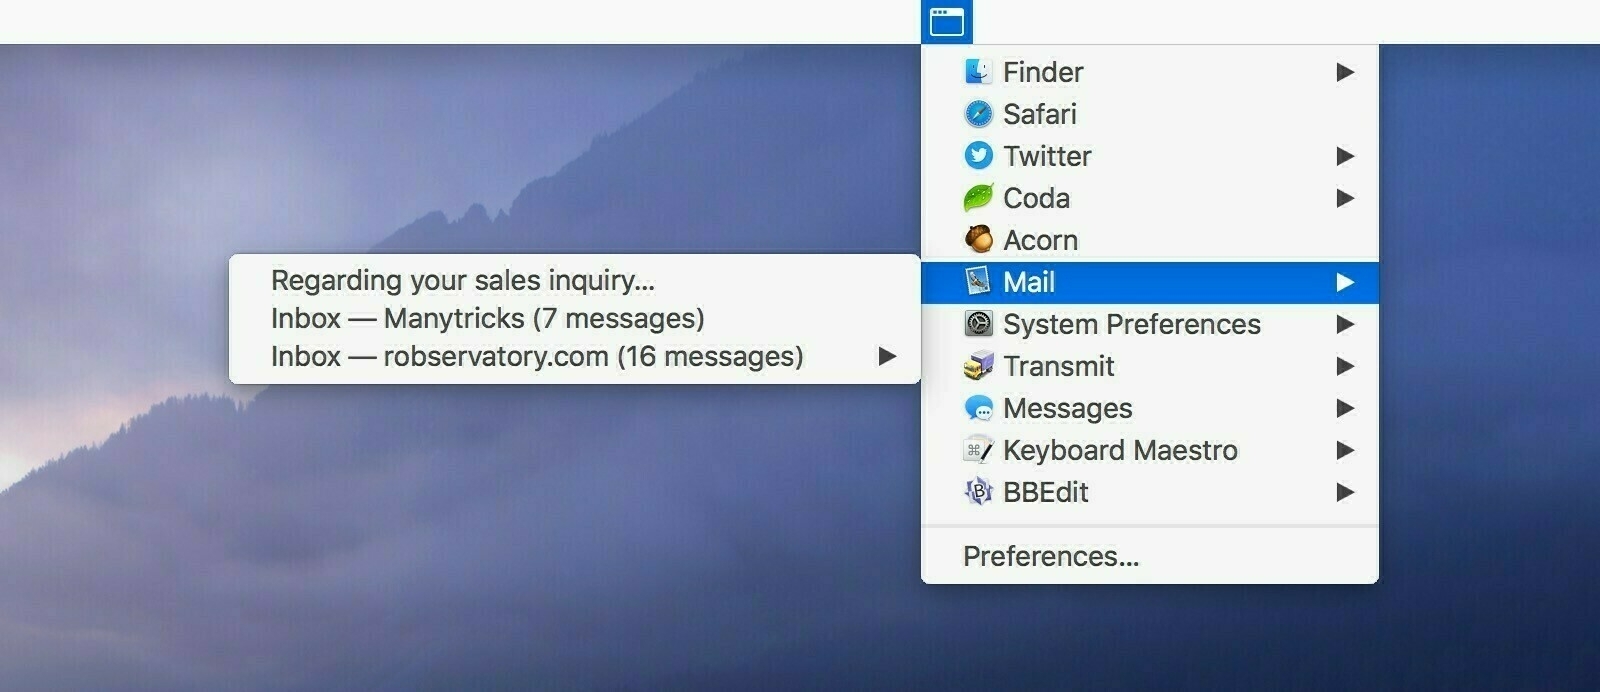 Finder
Safari
Twitter
Coda
Acorn
Mail
System Preferences
Transmit
Messages
Keyboard Maestro
BBEdit
Preferences...
Regarding your sales inquiry...
Inbox — Manytricks (7 messages)
Inbox — robservatory.com (16 messages)